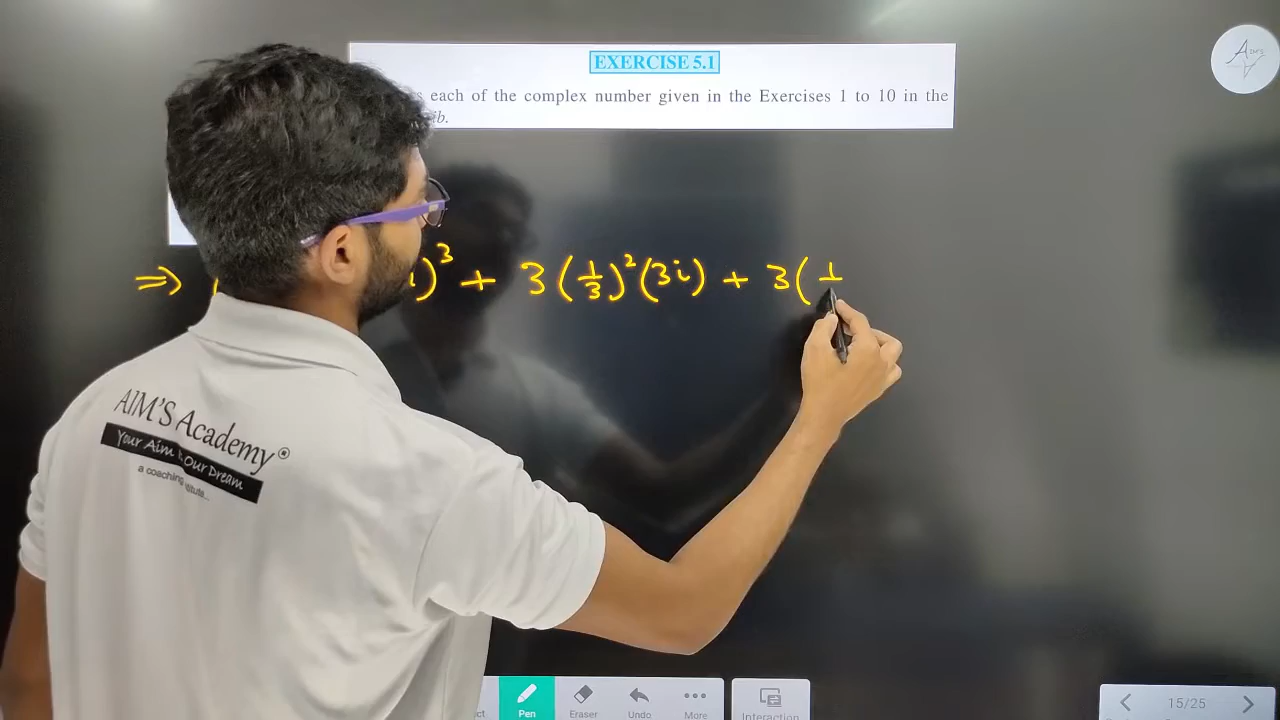 EXERCISE 5.1
each of the complex number given in the Exercises 1 to 10 in the
ib.
⇒ )³ + 3(1/3)²(3i) + 3(1
AIM'S Academy®
Your Aim Our Dream
a coaching
Pen Eraser Undo More Interaction
15/25